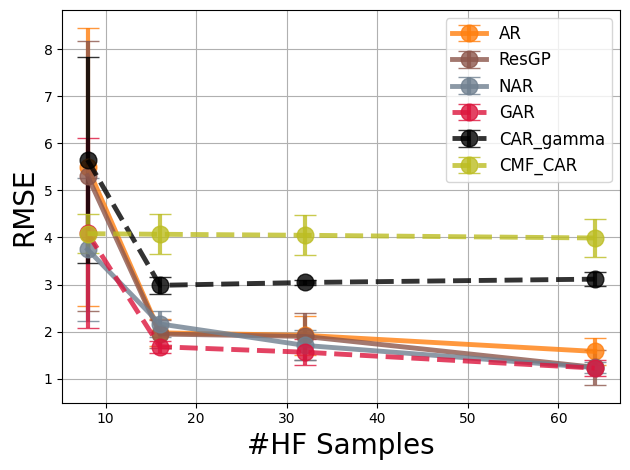 8
7
6
5
4
3
2
1
RMSE
AR
ResGP
NAR
GAR
CAR_gamma
CMF_CAR
10 20 30 40 50 60
#HF Samples